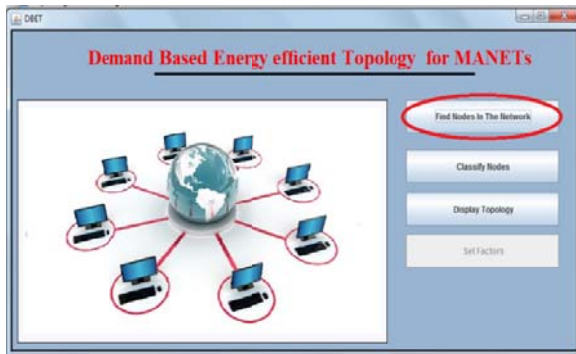 DBET
Demand Based Energy efficient Topology for MANETs
Find Nodes In The Network
Classify Nodes
Display Topology
Set Factors